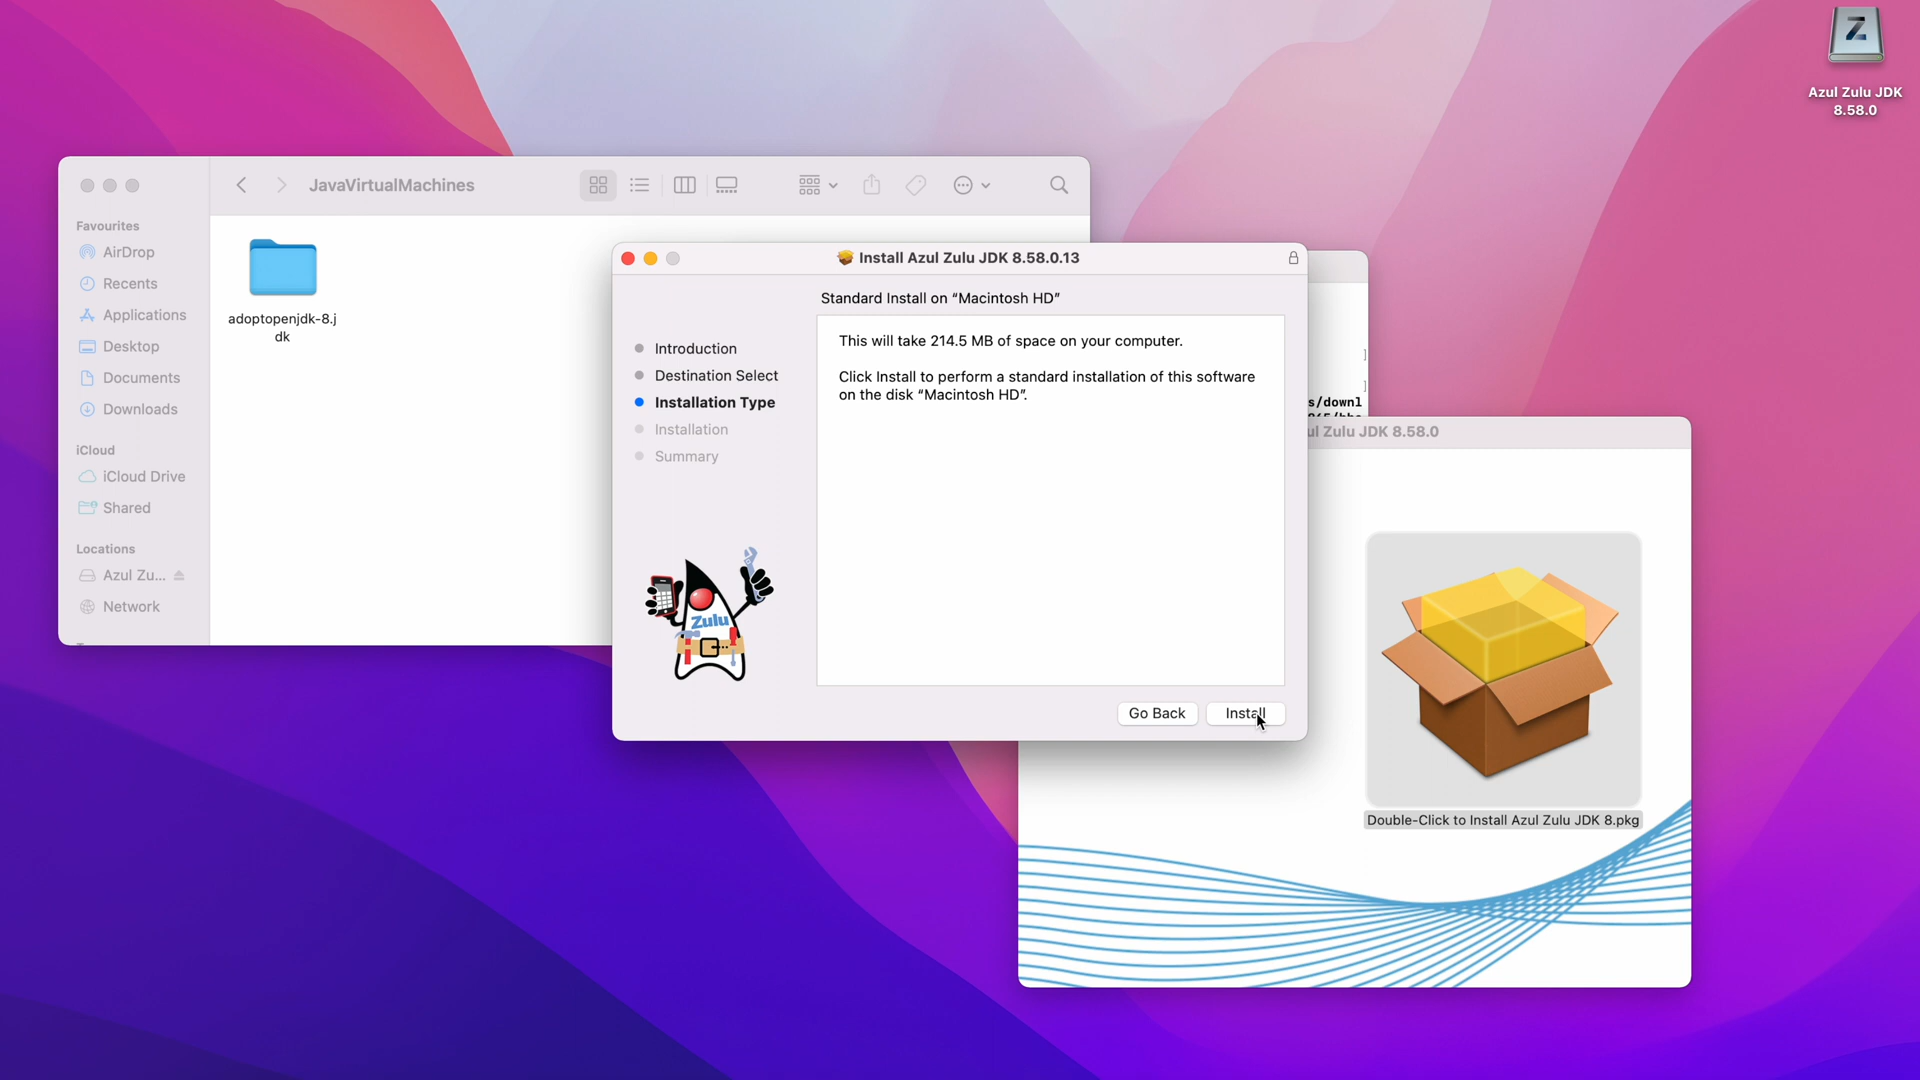 Azul Zulu JDK
8.58.0
JavaVirtualMachines
Favourites
AirDrop
Recents
Applications
Desktop
Documents
Downloads
iCloud
iCloud Drive
Shared
Locations
Azul Zu...
Network
adoptopenjdk-8.j
dk
Install Azul Zulu JDK 8.58.0.13
Standard Install on “Macintosh HD”
Introduction
Destination Select
Installation Type
Installation
Summary
This will take 214.5 MB of space on your computer.
Click Install to perform a standard installation of this software
on the disk “Macintosh HD”.
Zulu
Go Back
Install
]
]
s/downl
ul Zulu JDK 8.58.0
Double-Click to Install Azul Zulu JDK 8.pkg